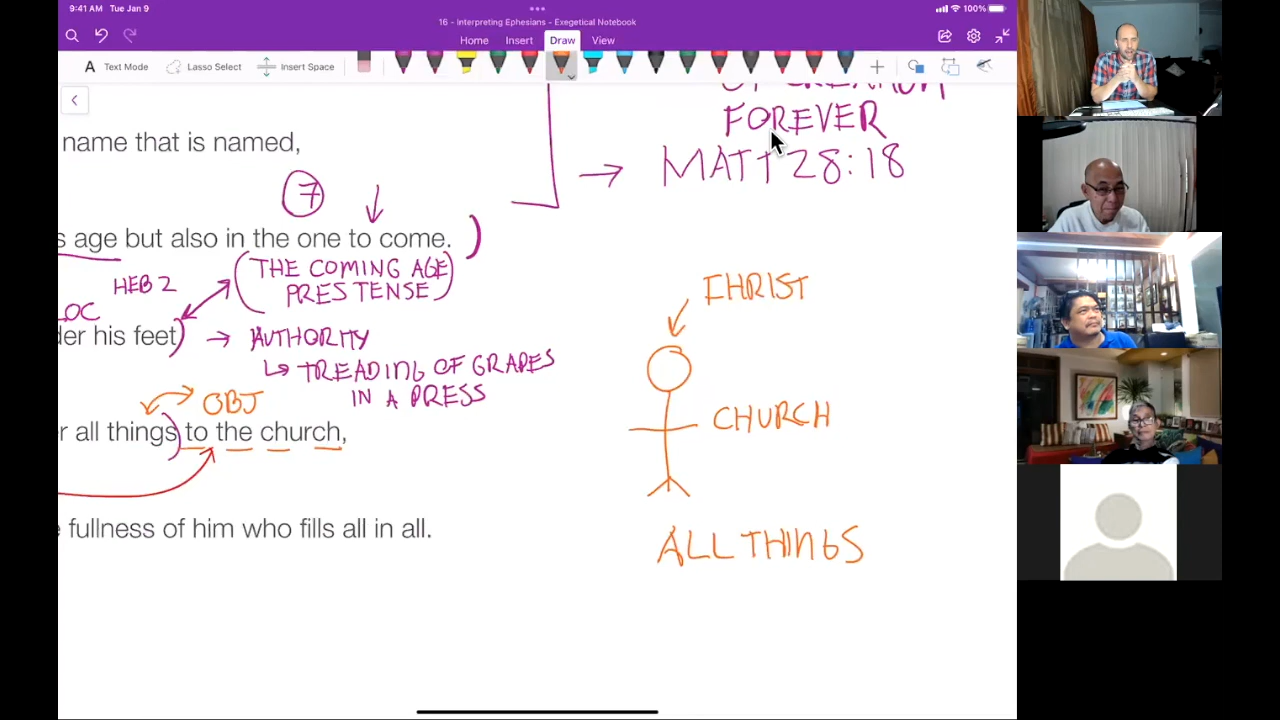 9:41 AM Tue Jan 9
100%
16 - Interpreting Ephesians - Exegetical Notebook
Home Insert Draw View
A Text Mode Lasso Select Insert Space
FOREVER
name that is named,
MATT 28:18
7
s age but also in the one to come.)
HEB 2
(THE COMING AGE
PRES TENSE)
CHRIST
LOC
der his feet) → AUTHORITY
↳ TREADING OF GRAPES
IN A PRESS
OBJ
CHURCH
r all things) to the church,
e fullness of him who fills all in all.
ALL THINGS